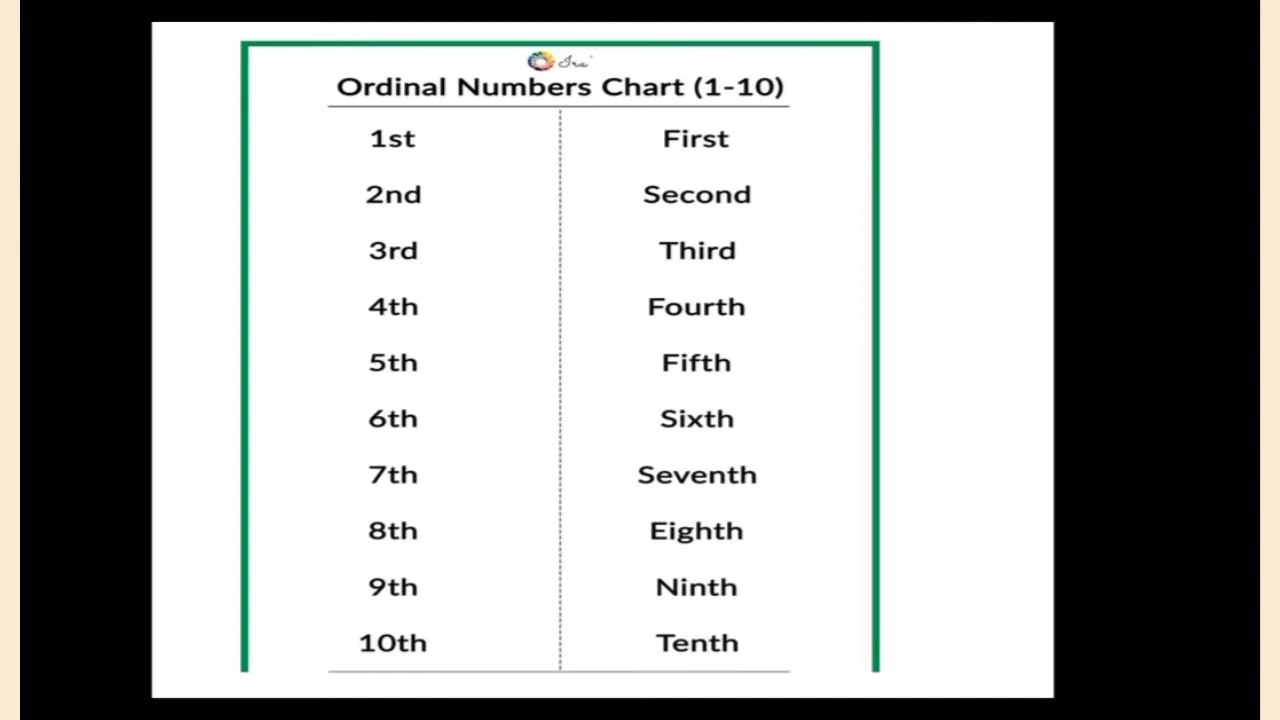 Ira
Ordinal Numbers Chart (1-10)
1st First
2nd Second
3rd Third
4th Fourth
5th Fifth
6th Sixth
7th Seventh
8th Eighth
9th Ninth
10th Tenth